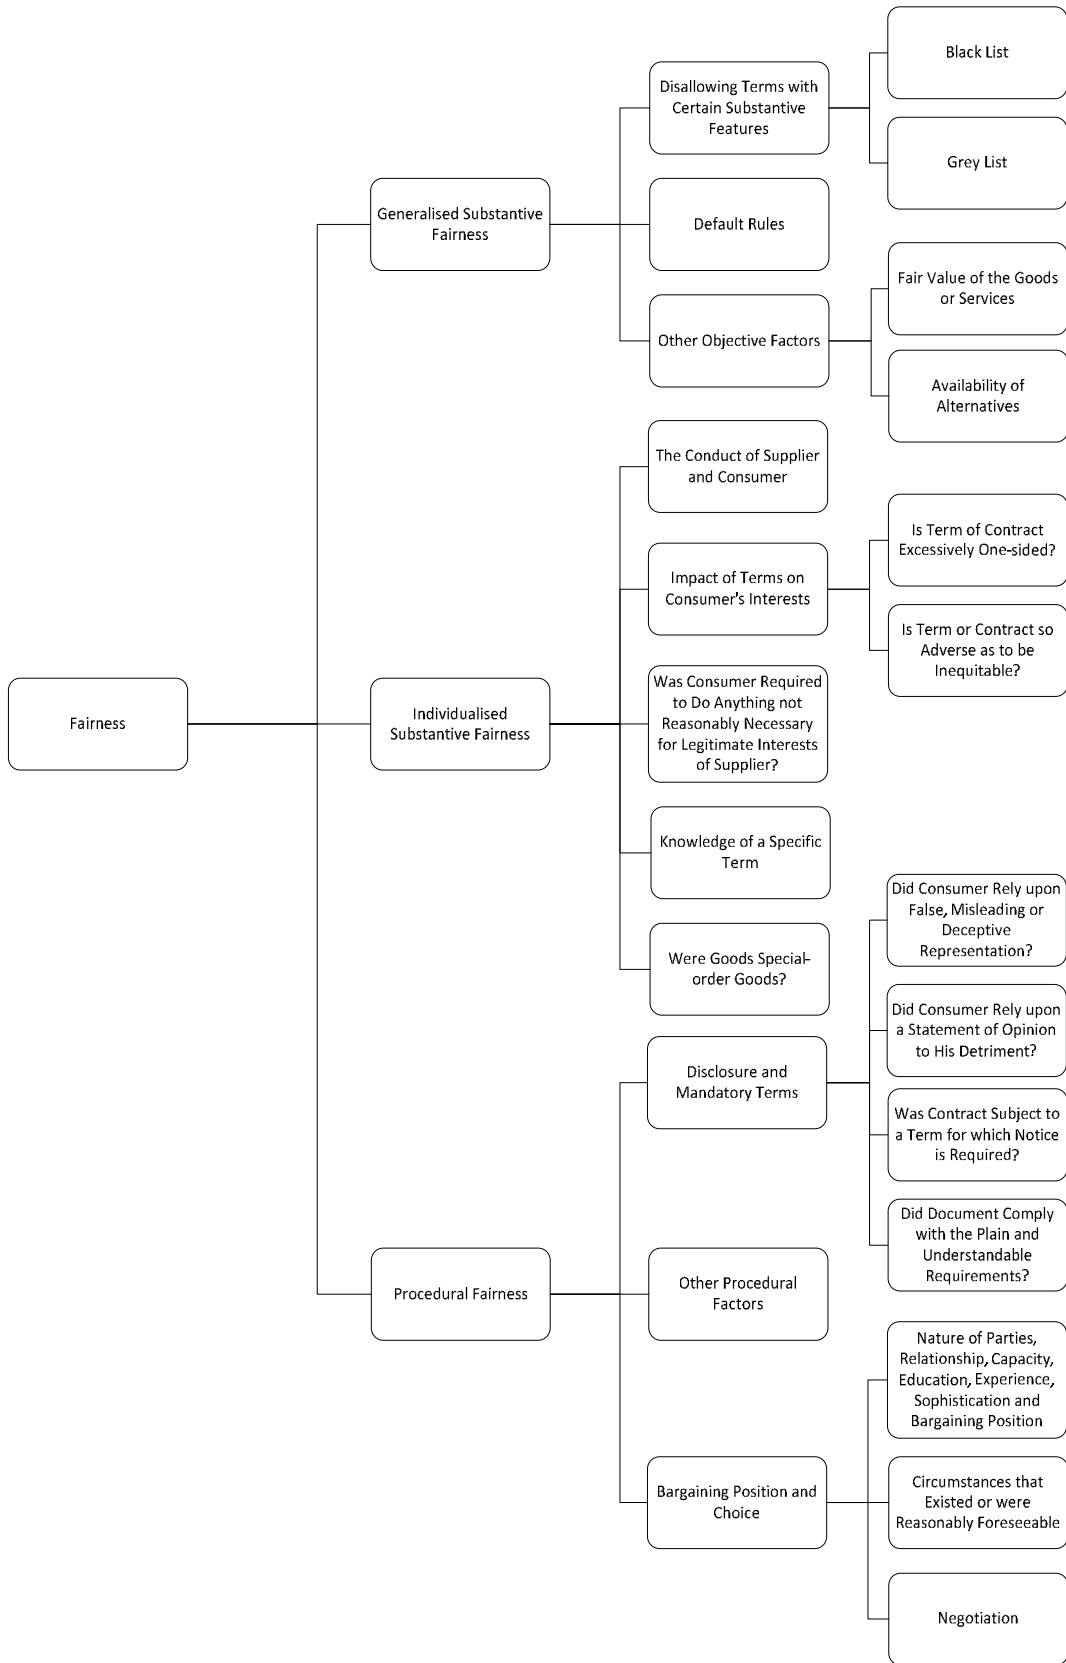 Black List
Disallowing Terms with
Certain Substantive
Features
Grey List
Generalised Substantive
Fairness
Default Rules
Fair Value of the Goods
or Services
Other Objective Factors
Availability of
Alternatives
The Conduct of Supplier
and Consumer
Is Term of Contract
Excessively One-sided?
Impact of Terms on
Consumer's Interests
Is Term or Contract so
Adverse as to be
Inequitable?
Fairness
Individualised
Substantive Fairness
Was Consumer Required
to Do Anything not
Reasonably Necessary
for Legitimate Interests
of Supplier?
Knowledge of a Specific
Term
Were Goods Special-
order Goods?
Did Consumer Rely upon
False, Misleading or
Deceptive
Representation?
Did Consumer Rely upon
a Statement of Opinion
to His Detriment?
Disclosure and
Mandatory Terms
Was Contract Subject to
a Term for which Notice
is Required?
Did Document Comply
with the Plain and
Understandable
Requirements?
Procedural Fairness
Other Procedural
Factors
Nature of Parties,
Relationship, Capacity,
Education, Experience,
Sophistication and
Bargaining Position
Bargaining Position and
Choice
Circumstances that
Existed or were
Reasonably Foreseeable
Negotiation